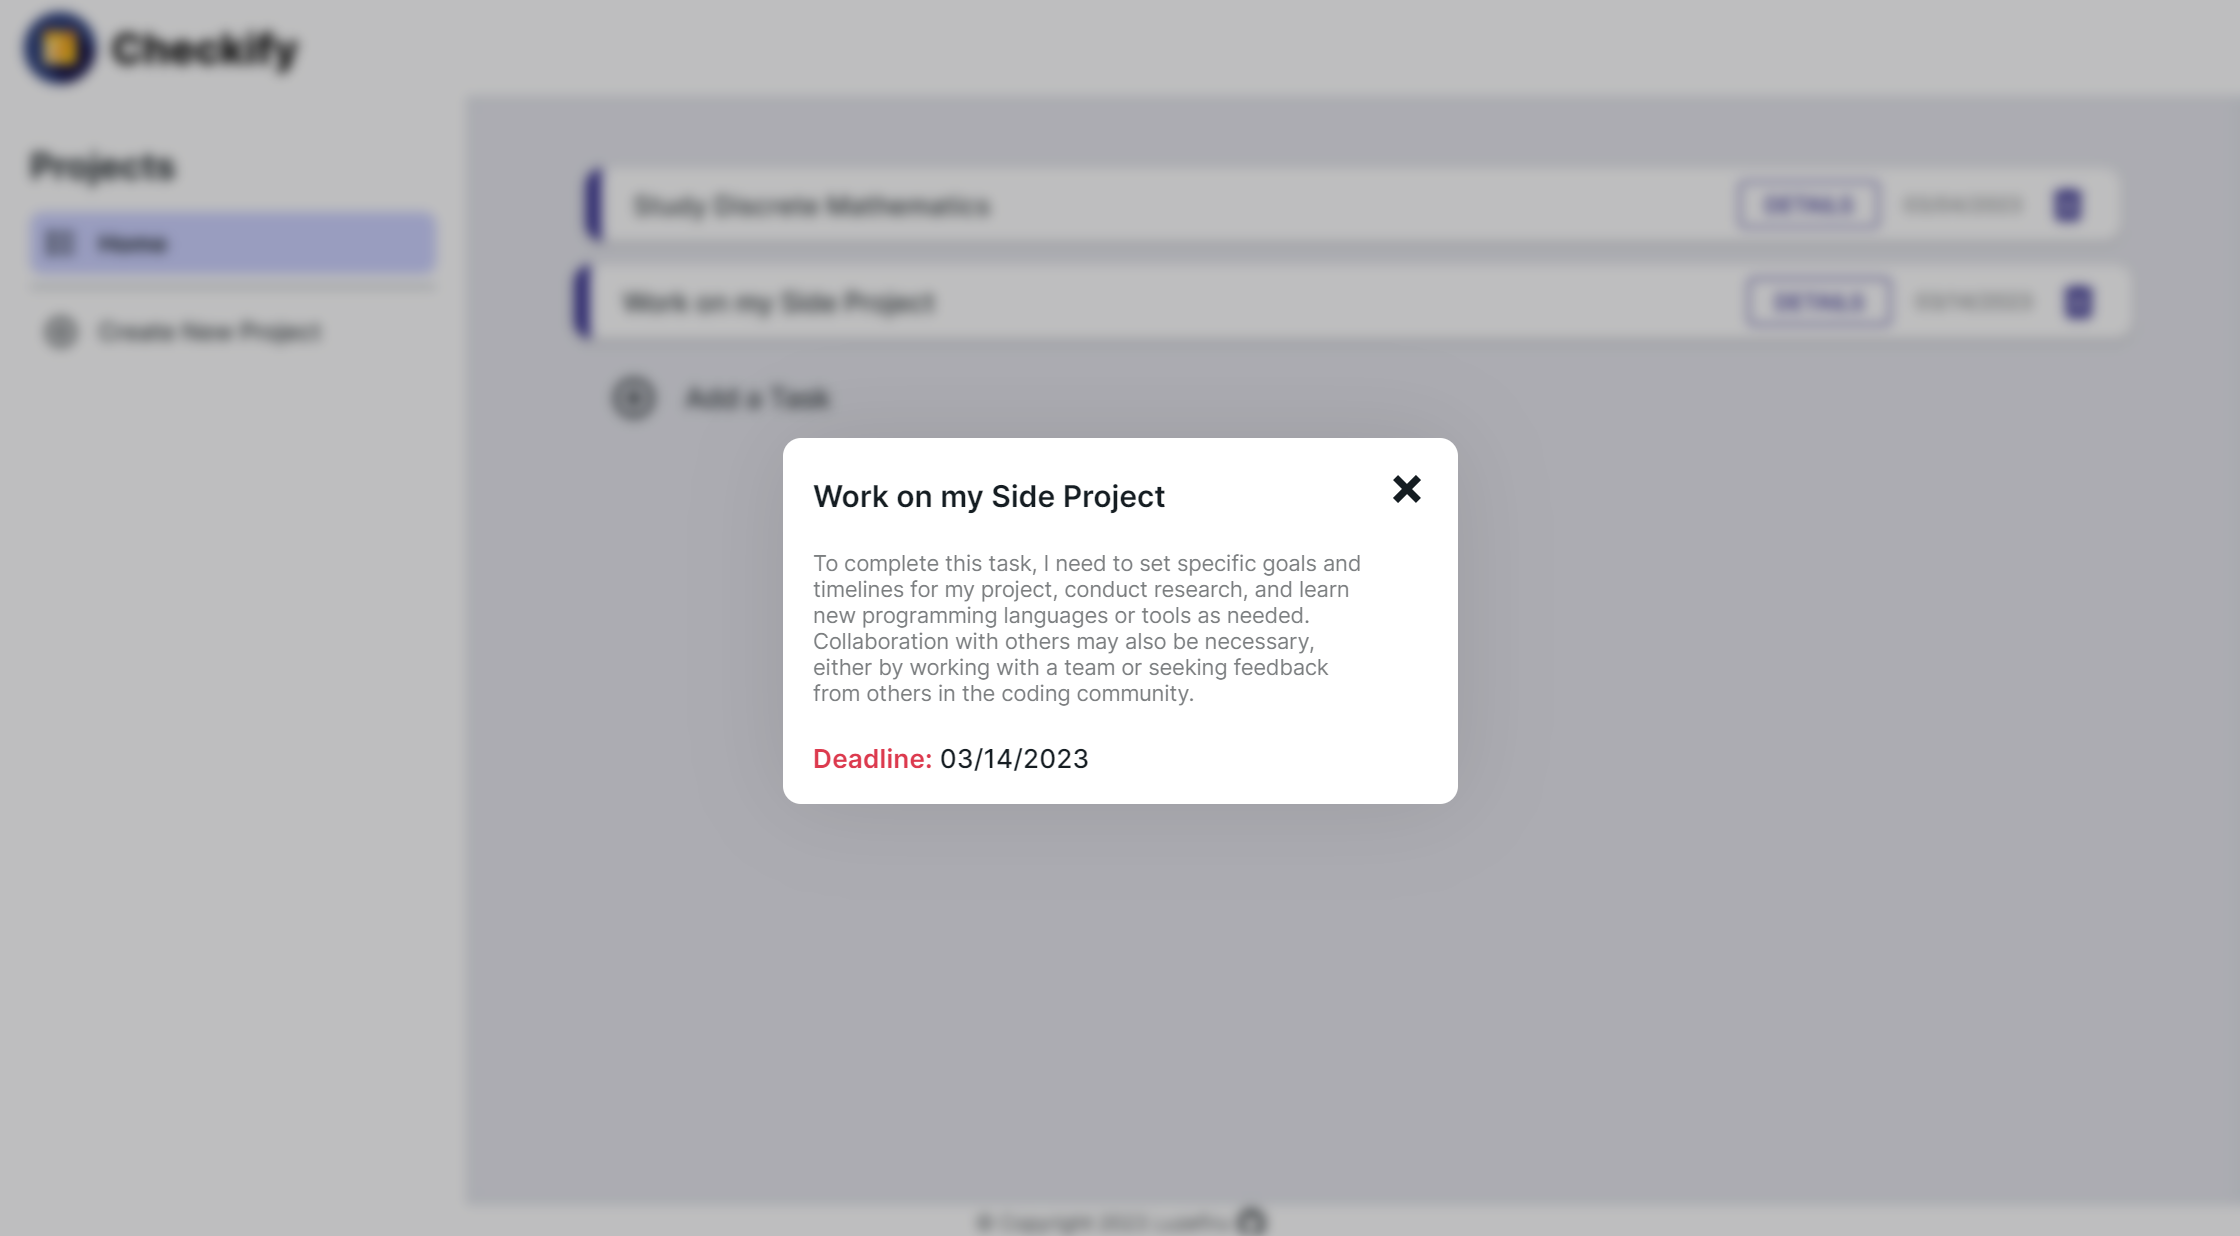 Checkify
Projects
Home
Create New Project
Study Discrete Mathematics
DETAILS
Work on my Side Project
DETAILS
Add a Task
Work on my Side Project
To complete this task, I need to set specific goals and
timelines for my project, conduct research, and learn
new programming languages or tools as needed.
Collaboration with others may also be necessary,
either by working with a team or seeking feedback
from others in the coding community.
Deadline: 03/14/2023
© Copyright 2023